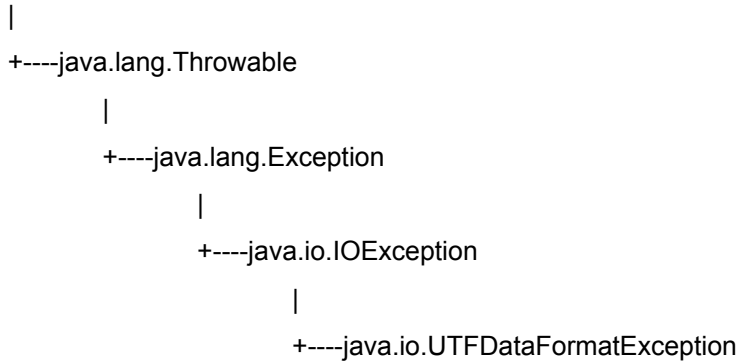 |
+----java.lang.Throwable
|
+----java.lang.Exception
|
+----java.io.IOException
|
+----java.io.UTFDataFormatException